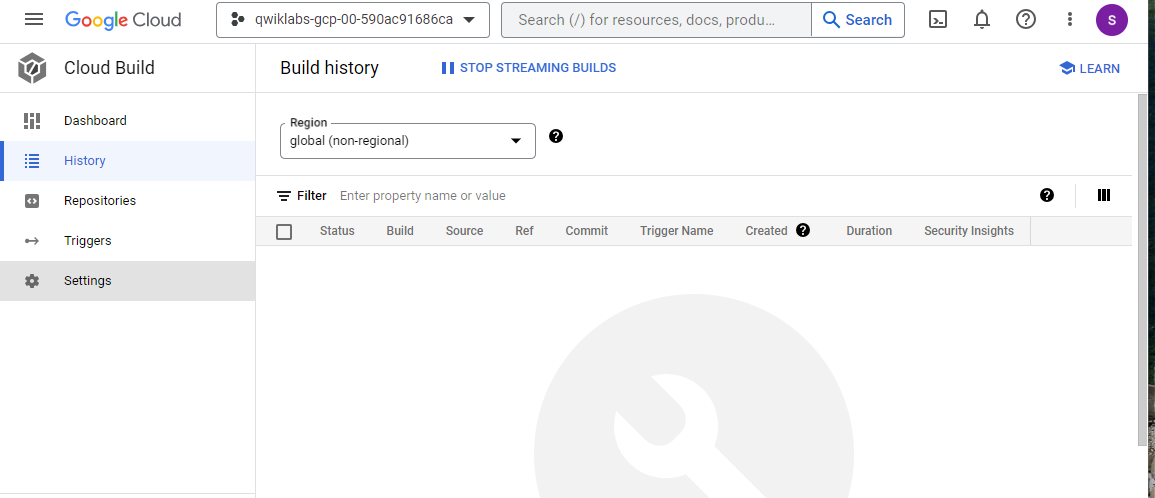 Google Cloud
qwiklabs-gcp-00-590ac91686ca
Search (/) for resources, docs, produ...
Search
S
Cloud Build
Build history
STOP STREAMING BUILDS
LEARN
Dashboard
History
Repositories
Triggers
Settings
Region
global (non-regional)
Filter Enter property name or value
Status Build Source Ref Commit Trigger Name Created Duration Security Insights